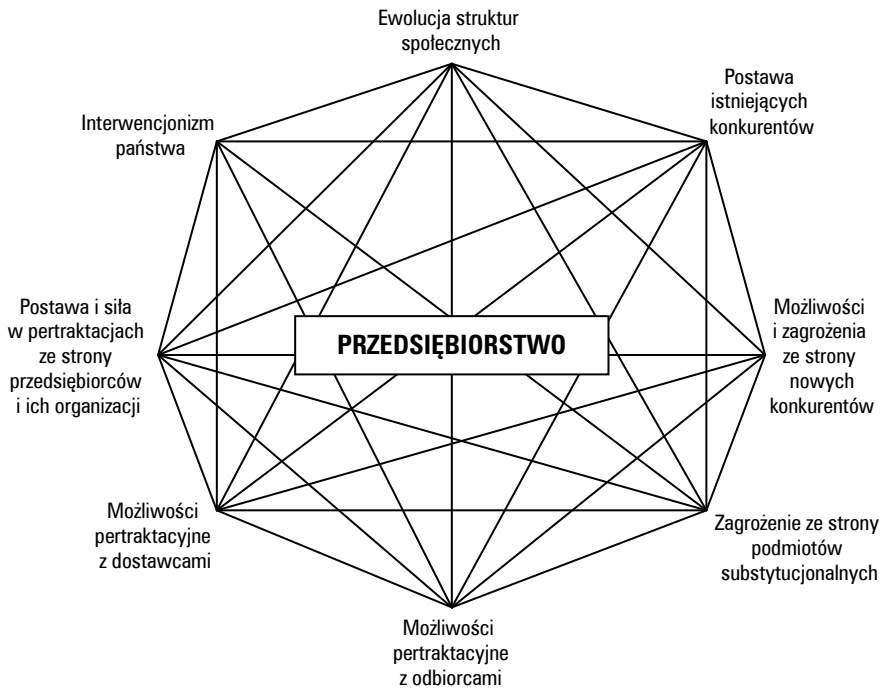 Ewolucja struktur
społecznych
Postawa
istniejących
konkurentów
Interwencjonizm
państwa
Postawa i siła
w pertraktacjach
ze strony
przedsiębiorców
i ich organizacji
PRZEDSIĘBIORSTWO
Możliwości
i zagrożenia
ze strony
nowych
konkurentów
Możliwości
pertraktacyjne
z dostawcami
Zagrożenie ze strony
podmiotów
substytucjonalnych
Możliwości
pertraktacyjne
z odbiorcami